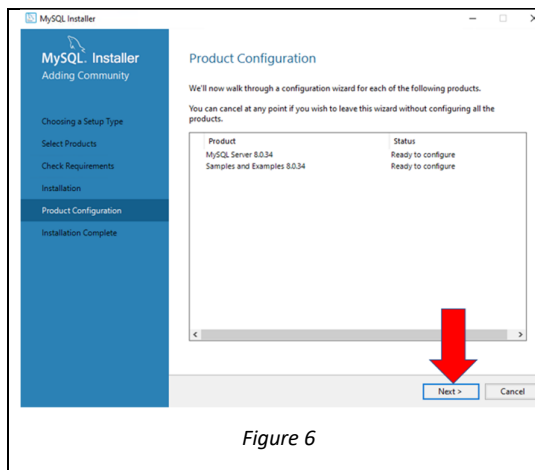 MySQL Installer
MySQL. Installer
Adding Community
Choosing a Setup Type
Select Products
Check Requirements
Installation
Product Configuration
Installation Complete
Product Configuration
We'll now walk through a configuration wizard for each of the following products.
You can cancel at any point if you wish to leave this wizard without configuring all the
products.
Product Status
MySQL Server 8.0.34 Ready to configure
Samples and Examples 8.0.34 Ready to configure
Next > Cancel
Figure 6